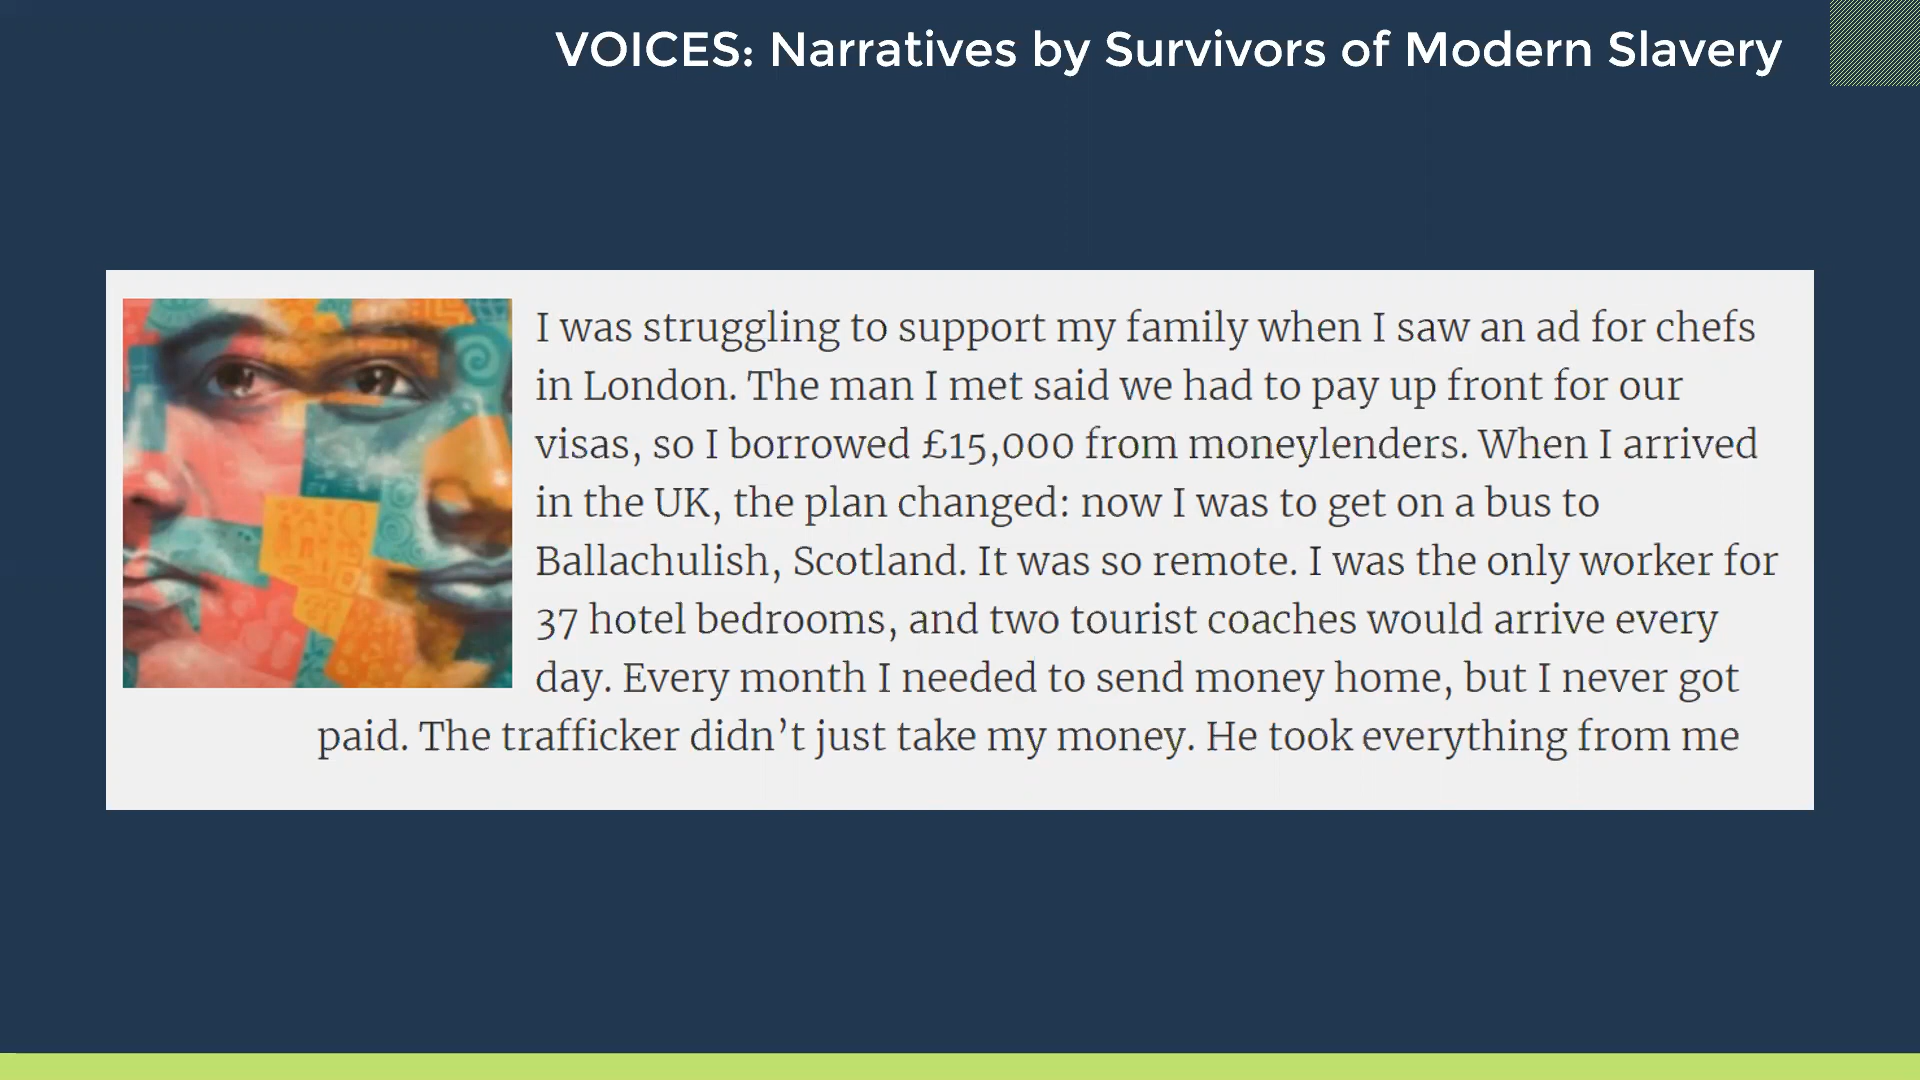 VOICES: Narratives by Survivors of Modern Slavery
I was struggling to support my family when I saw an ad for chefs
in London. The man I met said we had to pay up front for our
visas, so I borrowed £15,000 from moneylenders. When I arrived
in the UK, the plan changed: now I was to get on a bus to
Ballachulish, Scotland. It was so remote. I was the only worker for
37 hotel bedrooms, and two tourist coaches would arrive every
day. Every month I needed to send money home, but I never got
paid. The trafficker didn’t just take my money. He took everything from me